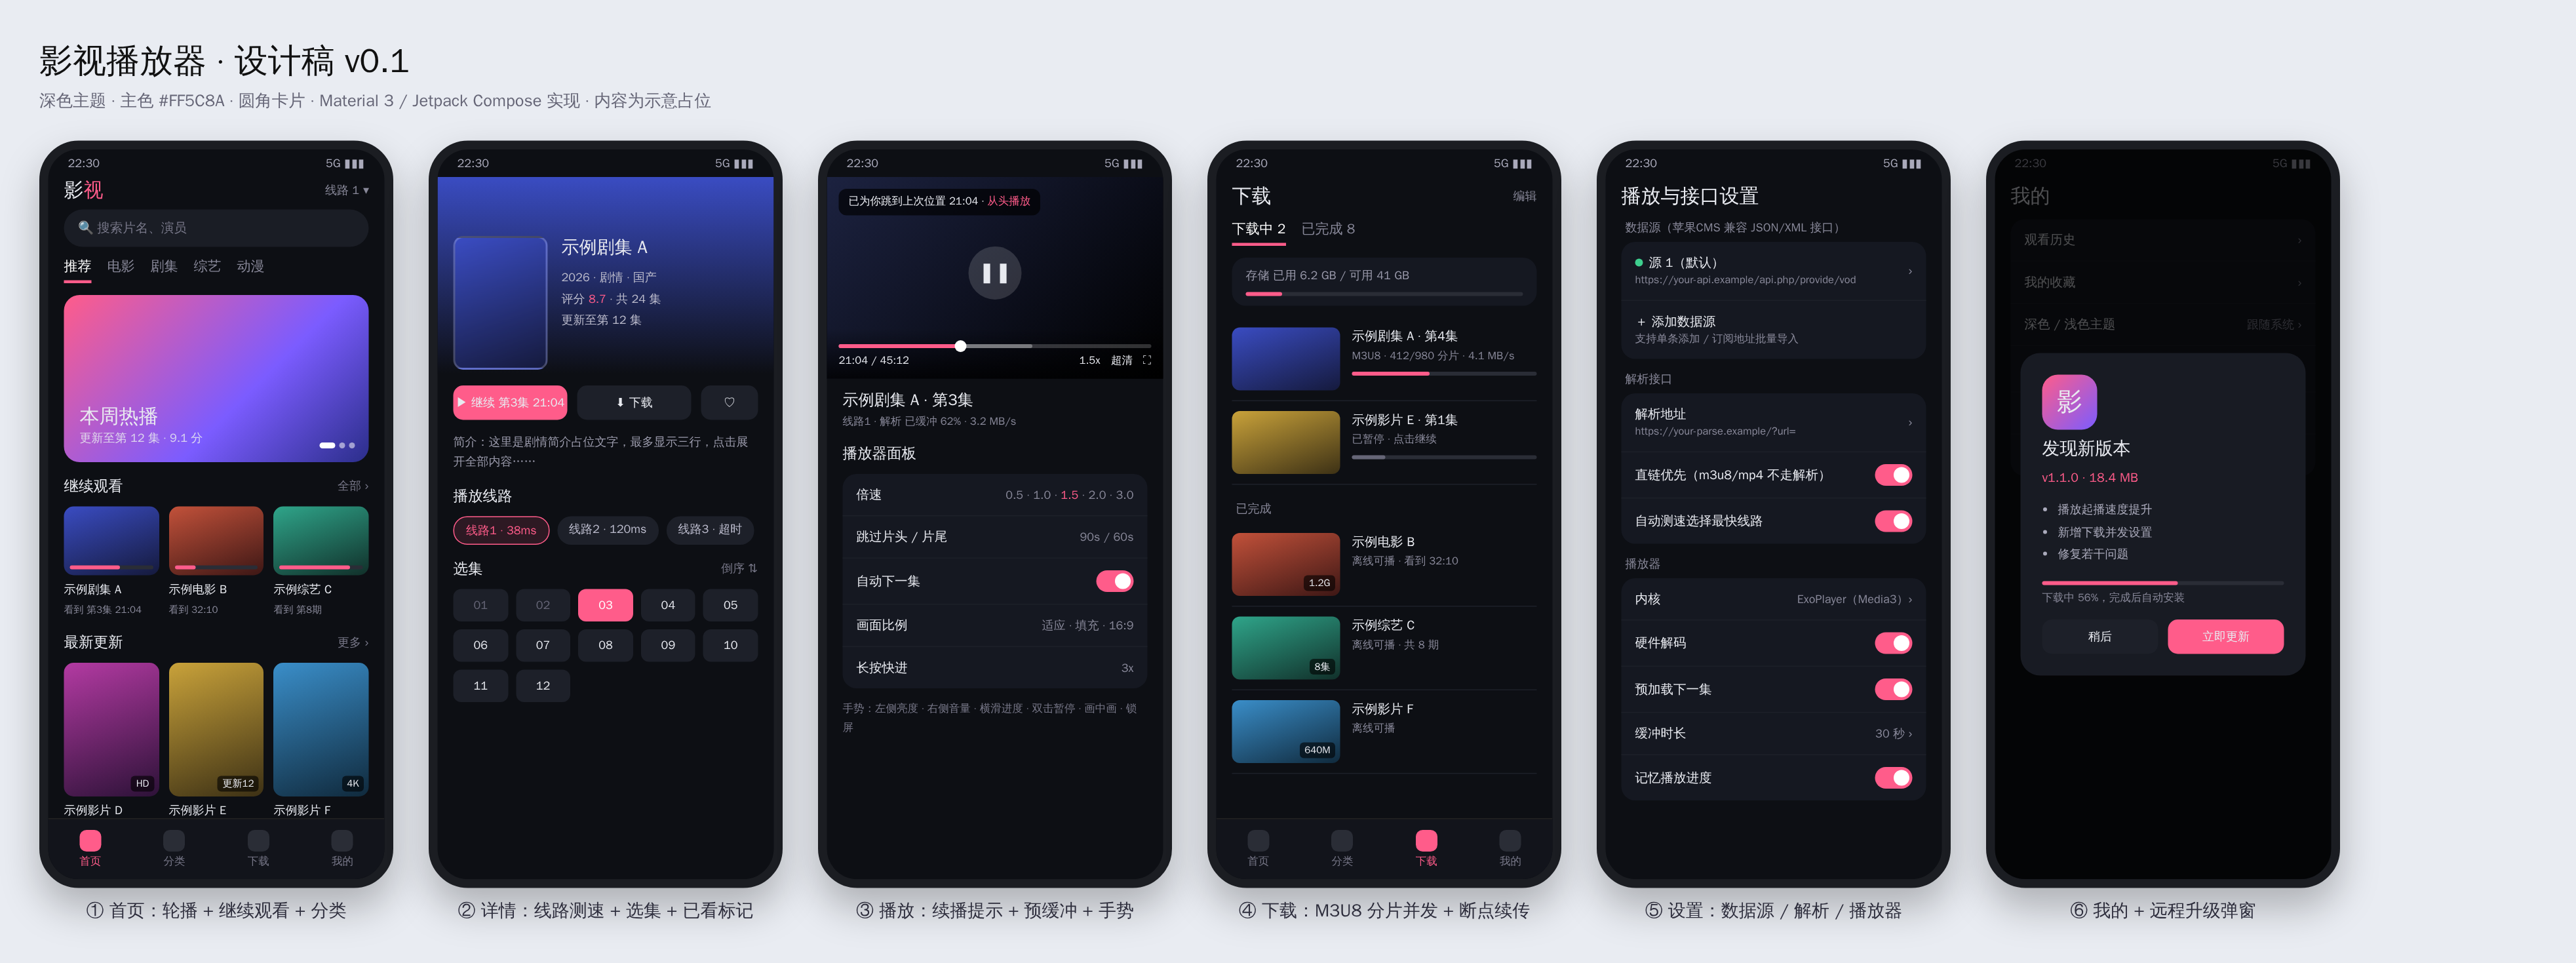 影视播放器 · 设计稿 v0.1
深色主题 · 主色 #FF5C8A · 圆角卡片 · Material 3 / Jetpack Compose 实现 · 内容为示意占位
22:30 5G
影视 线路 1 ▾
🔍 搜索片名、演员
推荐 电影 剧集 综艺 动漫
本周热播
更新至第 12 集 · 9.1 分
继续观看 全部 ›
示例剧集 A 示例电影 B 示例综艺 C
看到 第3集 21:04 看到 32:10 看到 第8期
最新更新 更多 ›
HD 更新12 4K
示例影片 D 示例影片 E 示例影片 F
首页 分类 下载 我的
① 首页：轮播 + 继续观看 + 分类
22:30 5G
示例剧集 A
2026 · 剧情 · 国产
评分 8.7 · 共 24 集
更新至第 12 集
▶ 继续 第3集 21:04 ⬇ 下载 ♡
简介：这里是剧情简介占位文字，最多显示三行，点击展
开全部内容……
播放线路
线路1 · 38ms 线路2 · 120ms 线路3 · 超时
选集 倒序 ⇅
01 02 03 04 05
06 07 08 09 10
11 12
② 详情：线路测速 + 选集 + 已看标记
22:30 5G
已为你跳到上次位置 21:04 · 从头播放
21:04 / 45:12 1.5x 超清 ⛶
示例剧集 A · 第3集
线路1 · 解析 已缓冲 62% · 3.2 MB/s
播放器面板
倍速 0.5 · 1.0 · 1.5 · 2.0 · 3.0
跳过片头 / 片尾 90s / 60s
自动下一集
画面比例 适应 · 填充 · 16:9
长按快进 3x
手势：左侧亮度 · 右侧音量 · 横滑进度 · 双击暂停 · 画中画 · 锁
屏
③ 播放：续播提示 + 预缓冲 + 手势
22:30 5G
下载 编辑
下载中 2 已完成 8
存储 已用 6.2 GB / 可用 41 GB
示例剧集 A · 第4集
M3U8 · 412/980 分片 · 4.1 MB/s
示例影片 E · 第1集
已暂停 · 点击继续
已完成
示例电影 B
离线可播 · 看到 32:10
1.2G
示例综艺 C
离线可播 · 共 8 期
8集
示例影片 F
离线可播
640M
首页 分类 下载 我的
④ 下载：M3U8 分片并发 + 断点续传
22:30 5G
播放与接口设置
数据源（苹果CMS 兼容 JSON/XML 接口）
源 1（默认） ›
https://your-api.example/api.php/provide/vod
＋ 添加数据源
支持单条添加 / 订阅地址批量导入
解析接口
解析地址 ›
https://your-parse.example/?url=
直链优先（m3u8/mp4 不走解析）
自动测速选择最快线路
播放器
内核 ExoPlayer（Media3）›
硬件解码
预加载下一集
缓冲时长 30 秒 ›
记忆播放进度
⑤ 设置：数据源 / 解析 / 播放器
22:30 5G
我的
观看历史 ›
我的收藏 ›
深色 / 浅色主题 跟随系统 ›
影
发现新版本
v1.1.0 · 18.4 MB
• 播放起播速度提升
• 新增下载并发设置
• 修复若干问题
下载中 56%，完成后自动安装
稍后 立即更新
⑥ 我的 + 远程升级弹窗